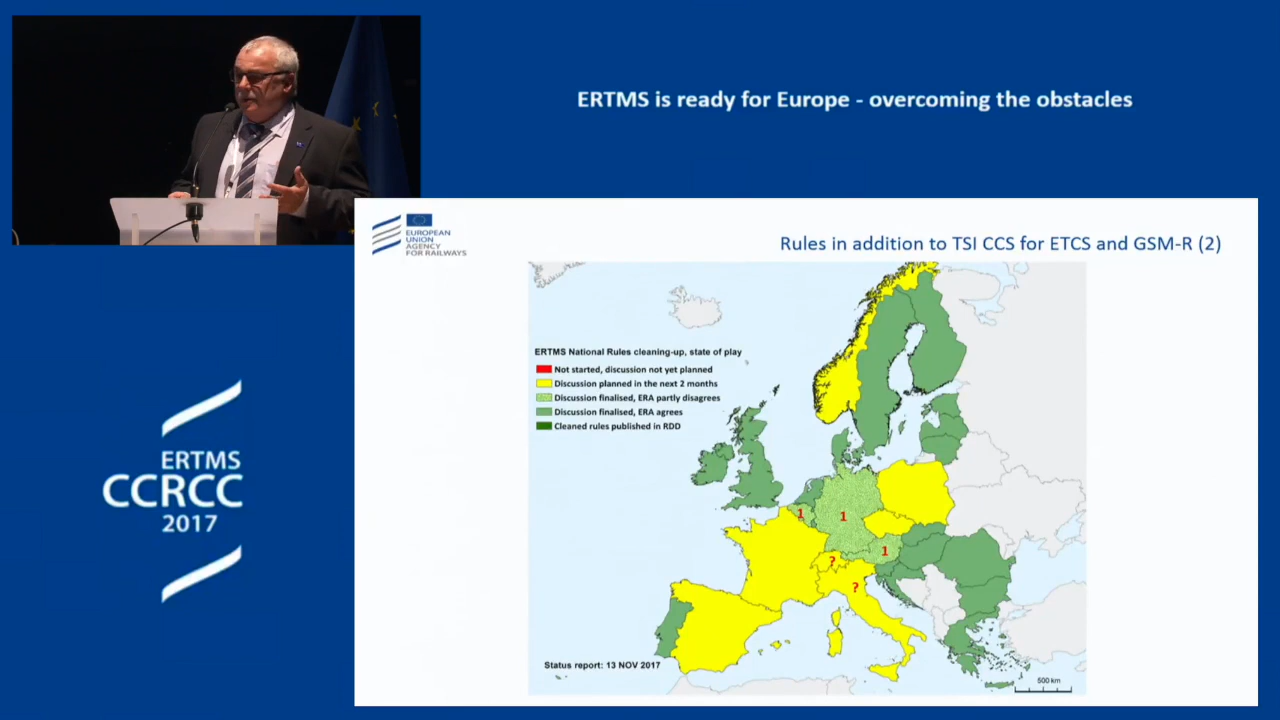 ERTMS is ready for Europe - overcoming the obstacles
EUROPEAN
UNION
AGENCY
FOR RAILWAYS
Rules in addition to TSI CCS for ETCS and GSM-R (2)
ERTMS National Rules cleaning-up, state of play
Not started, discussion not yet planned
Discussion planned in the next 2 months
Discussion finalised, ERA partly disagrees
Discussion finalised, ERA agrees
Cleaned rules published in RDD
1
1
1
?
?
Status report: 13 NOV 2017
500 km
ERTMS
CCRCC
2017